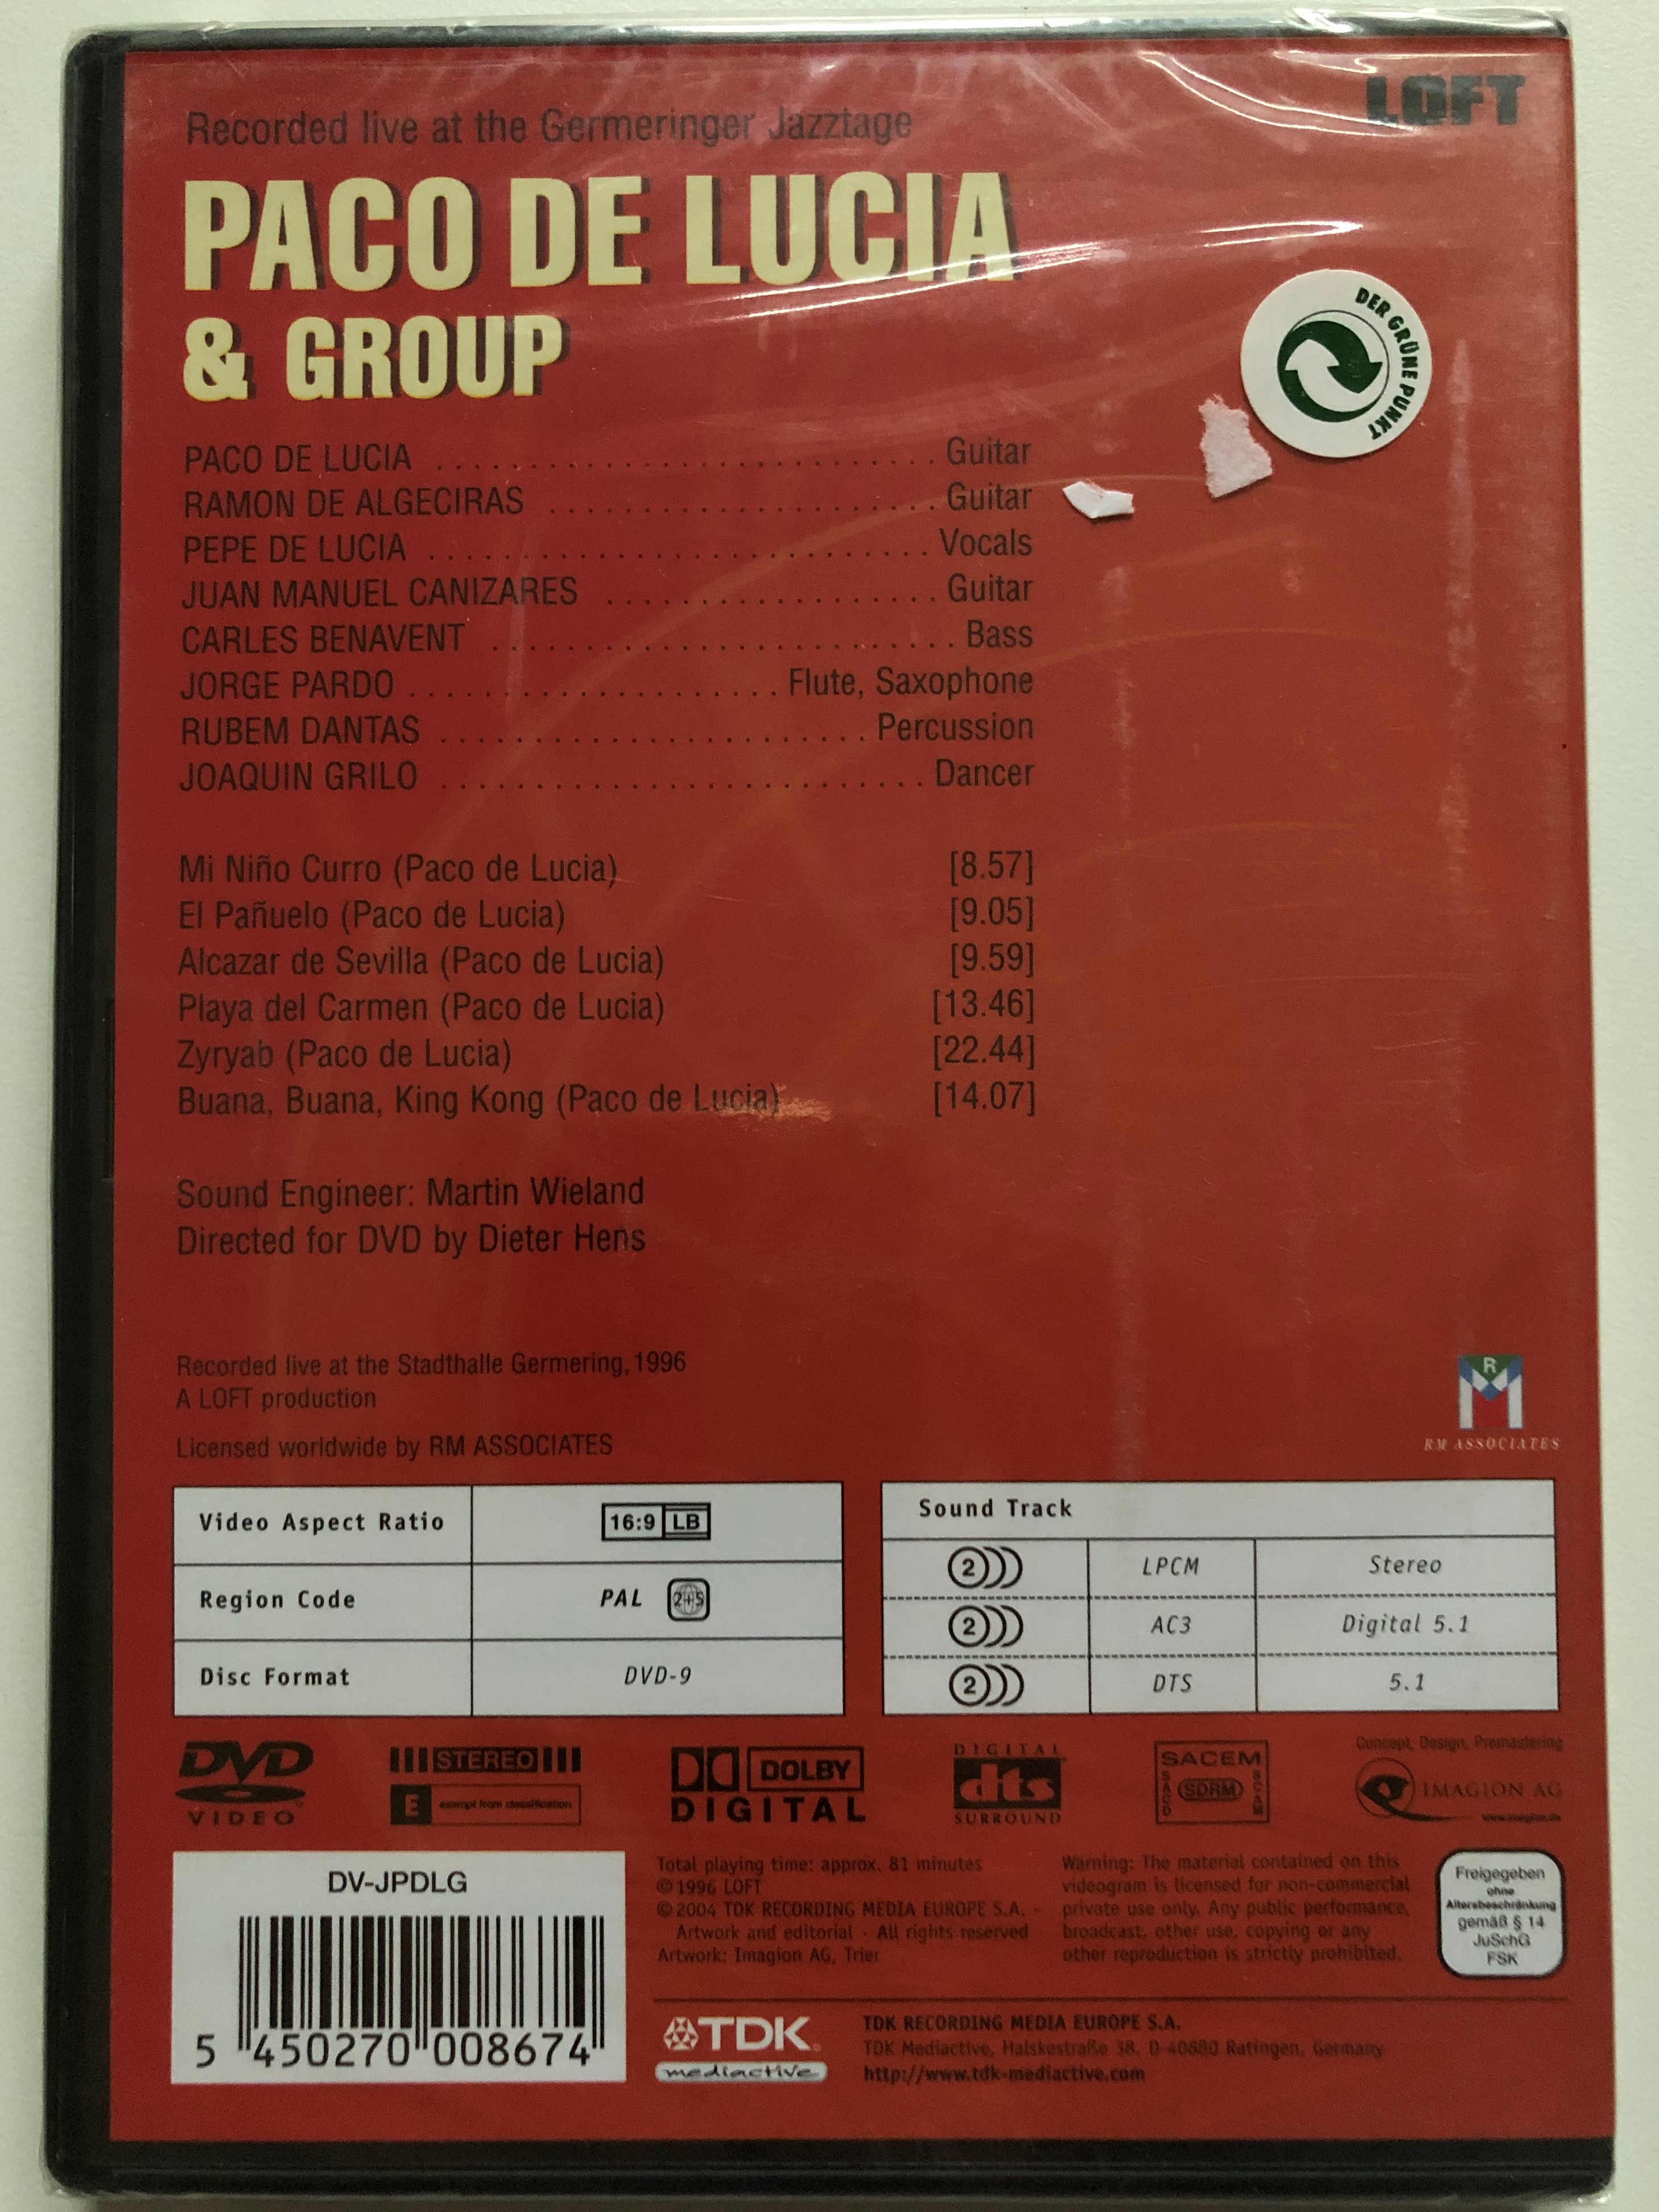 LOFT
Recorded live at the Germeringer Jazztage
PACO DE LUCIA
& GROUP
DER GRÜNE PUNKT
PACO DE LUCIA ........................... Guitar
RAMON DE ALGECIRAS ..................... Guitar
PEPE DE LUCIA ........................... Vocals
JUAN MANUEL CANIZARES .................. Guitar
CARLES BENAVENT ......................... Bass
JORGE PARDO .................... Flute, Saxophone
RUBEM DANTAS ....................... Percussion
JOAQUIN GRILO .......................... Dancer
Mi Niño Curro (Paco de Lucia) [8.57]
El Pañuelo (Paco de Lucia) [9.05]
Alcazar de Sevilla (Paco de Lucia) [9.59]
Playa del Carmen (Paco de Lucia) [13.46]
Zyryab (Paco de Lucia) [22.44]
Buana, Buana, King Kong (Paco de Lucia) [14.07]
Sound Engineer: Martin Wieland
Directed for DVD by Dieter Hens
Recorded live at the Stadthalle Germering, 1996
A LOFT production
Licensed worldwide by RM ASSOCIATES
RM
RM ASSOCIATES
Video Aspect Ratio 16:9 LB
Region Code PAL 2+5
Disc Format DVD-9
Sound Track
2 LPCM Stereo
2 AC3 Digital 5.1
2 DTS 5.1
DVD
VIDEO
STEREO
E exempt from classification
DOLBY
DIGITAL
DIGITAL
dts
SURROUND
SACEM
SACD
SDRM
SCAM
Concept, Design, Premastering
IMAGION AG
www.imagion.de
DV-JPDLG
5 450270 008674
Total playing time: approx. 81 minutes
©1996 LOFT
©2004 TDK RECORDING MEDIA EUROPE S.A. –
Artwork and editorial · All rights reserved
Artwork: Imagion AG, Trier
Warning: The material contained on this
videogram is licensed for non-commercial
private use only. Any public performance,
broadcast, other use, copying or any
other reproduction is strictly prohibited.
Freigegeben
ohne
Altersbeschränkung
gemäß § 14
JuSchG
FSK
TDK
mediactive
TDK RECORDING MEDIA EUROPE S.A.
TDK Mediactive, Halskestraße 38, D-40880 Ratingen, Germany
http://www.tdk-mediactive.com